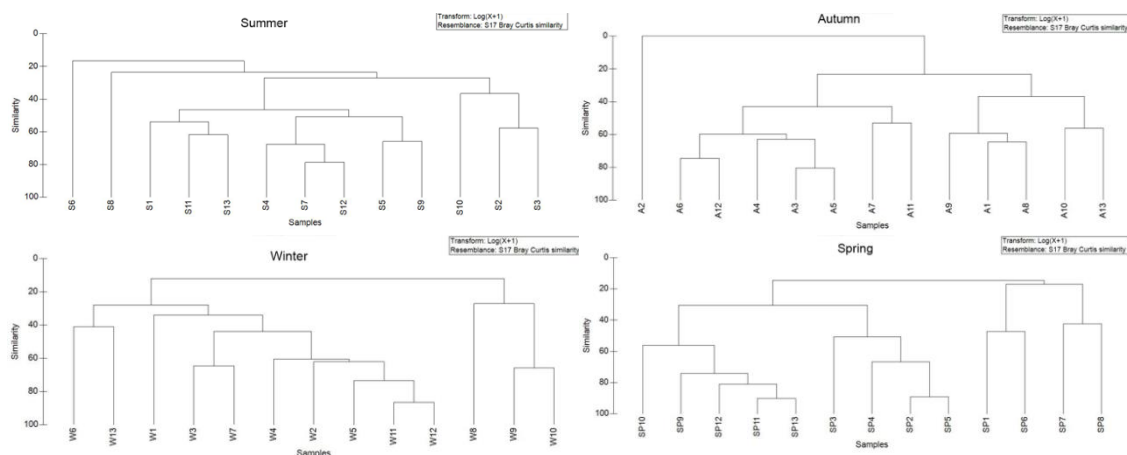 Summer
Transform: Log(X+1)
Resemblance: S17 Bray Curtis similarity
0
20
40
60
80
100
Similarity
S6 S8 S1 S11 S13 S4 S7 S12 S5 S9 S10 S2 S3
Samples
Autumn
Transform: Log(X+1)
Resemblance: S17 Bray Curtis similarity
0
20
40
60
80
100
Similarity
A2 A6 A12 A4 A3 A5 A7 A11 A9 A1 A8 A10 A13
Samples
Winter
Transform: Log(X+1)
Resemblance: S17 Bray Curtis similarity
0
20
40
60
80
100
Similarity
W6 W13 W1 W3 W7 W4 W2 W5 W11 W12 W8 W9 W10
Samples
Spring
Transform: Log(X+1)
Resemblance: S17 Bray Curtis similarity
0
20
40
60
80
100
Similarity
SP10 SP9 SP12 SP11 SP13 SP3 SP4 SP2 SP5 SP1 SP6 SP7 SP8
Samples